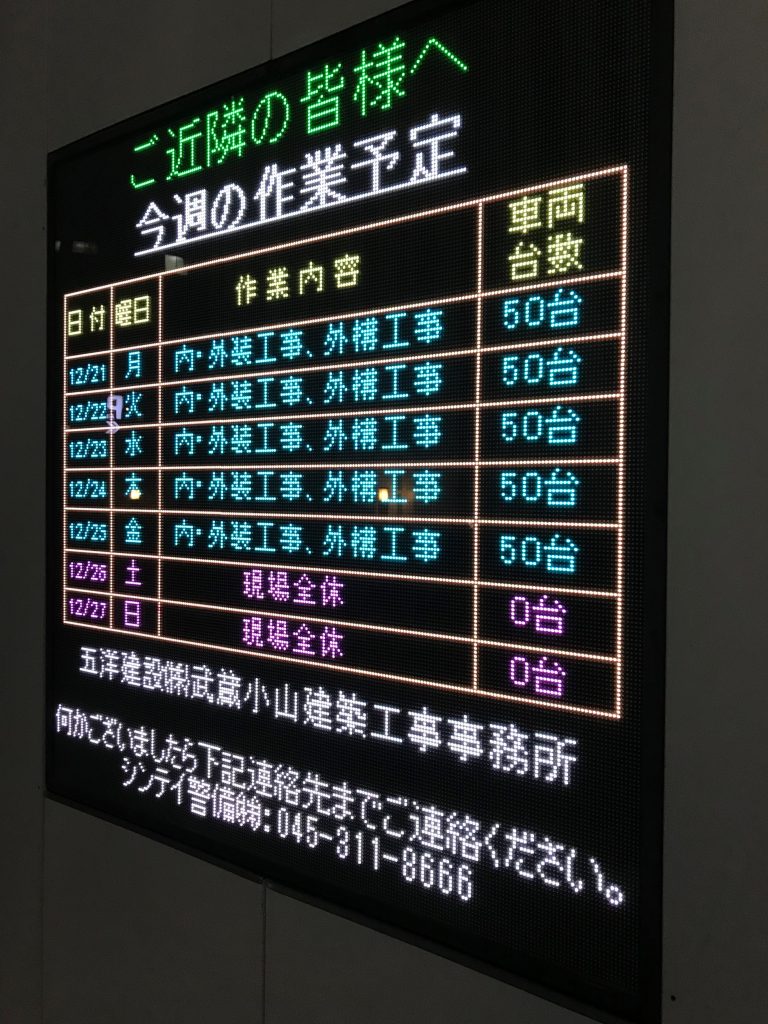 ご近隣の皆様へ
今週の作業予定
日付 曜日 作業内容 車両台数
12/21 月 内・外装工事、外構工事 50台
12/22 火 内・外装工事、外構工事 50台
12/23 水 内・外装工事、外構工事 50台
12/24 木 内・外装工事、外構工事 50台
12/25 金 内・外装工事、外構工事 50台
12/26 土 現場全休 0台
12/27 日 現場全休 0台
五洋建設㈱武蔵小山建築工事事務所
何かございましたら下記連絡先までご連絡ください。
シンテイ警備㈱:045-311-8666